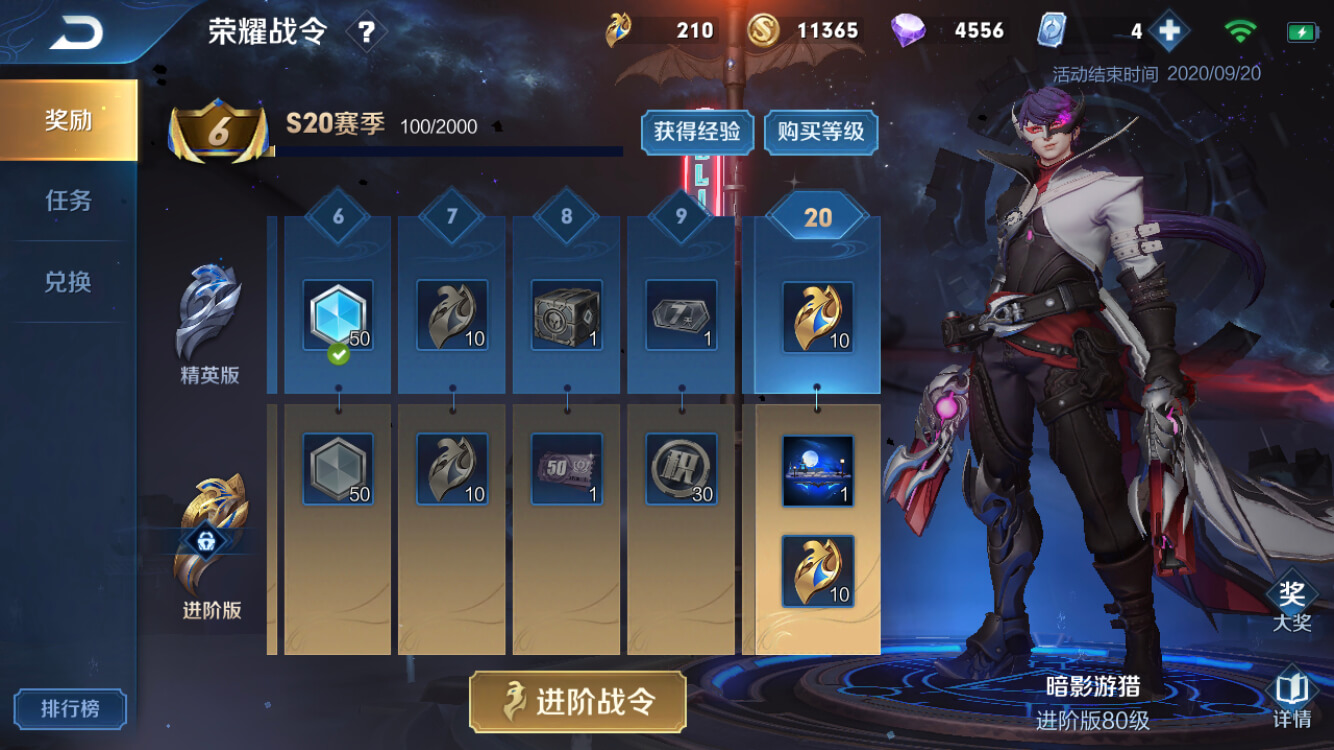 荣耀战令
?
210
11365
4556
4
活动结束时间 2020/09/20
奖励
任务
兑换
排行榜
6
S20赛季 100/2000
获得经验
购买等级
6
7
8
9
20
精英版
50
10
1
7天
1
10
进阶版
50
10
50
1
积
30
1
10
进阶战令
暗影游猎
进阶版80级
奖
大奖
详情